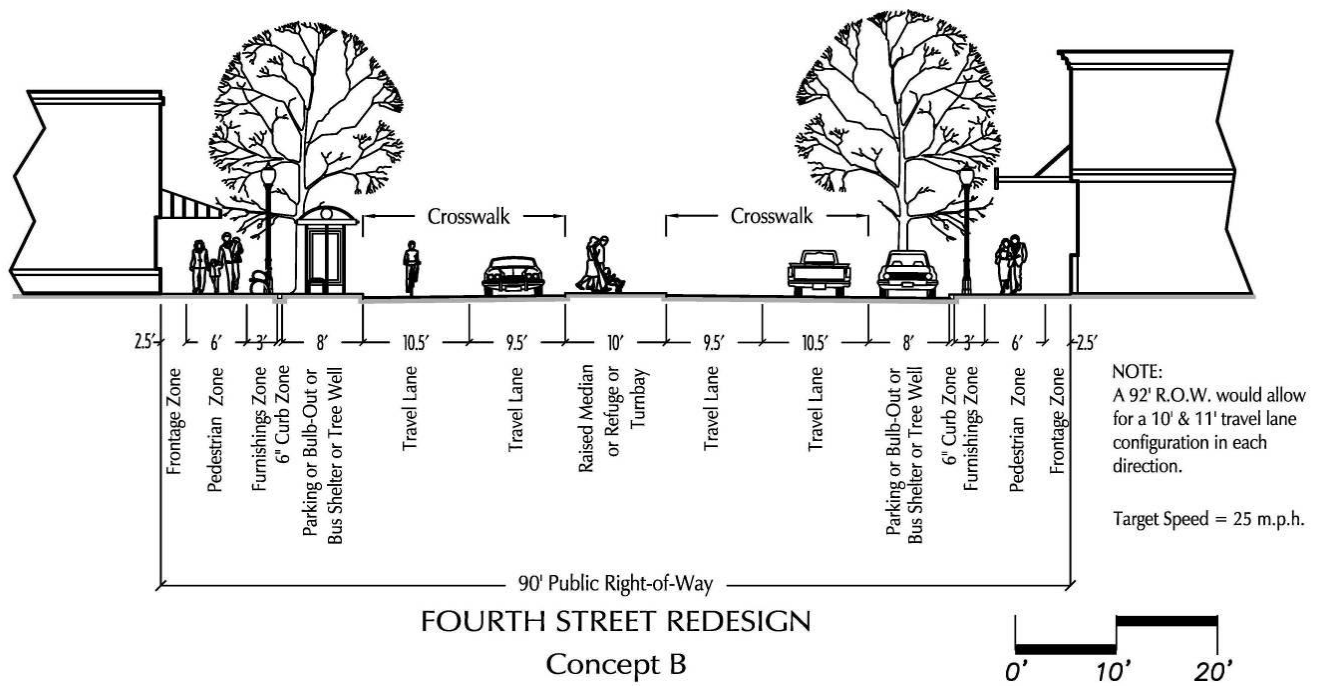 Crosswalk
Crosswalk
2.5'
6'
3'
8'
10.5'
9.5'
10'
9.5'
10.5'
8'
3'
6'
2.5'
Frontage Zone
Pedestrian Zone
Furnishings Zone
6" Curb Zone
Parking or Bulb-Out or
Bus Shelter or Tree Well
Travel Lane
Travel Lane
Raised Median
or Refuge or
Turnbay
Travel Lane
Travel Lane
Parking or Bulb-Out or
Bus Shelter or Tree Well
6" Curb Zone
Furnishings Zone
Pedestrian Zone
Frontage Zone
NOTE:
A 92' R.O.W. would allow
for a 10' & 11' travel lane
configuration in each
direction.
Target Speed = 25 m.p.h.
90' Public Right-of-Way
FOURTH STREET REDESIGN
Concept B
0'
10'
20'